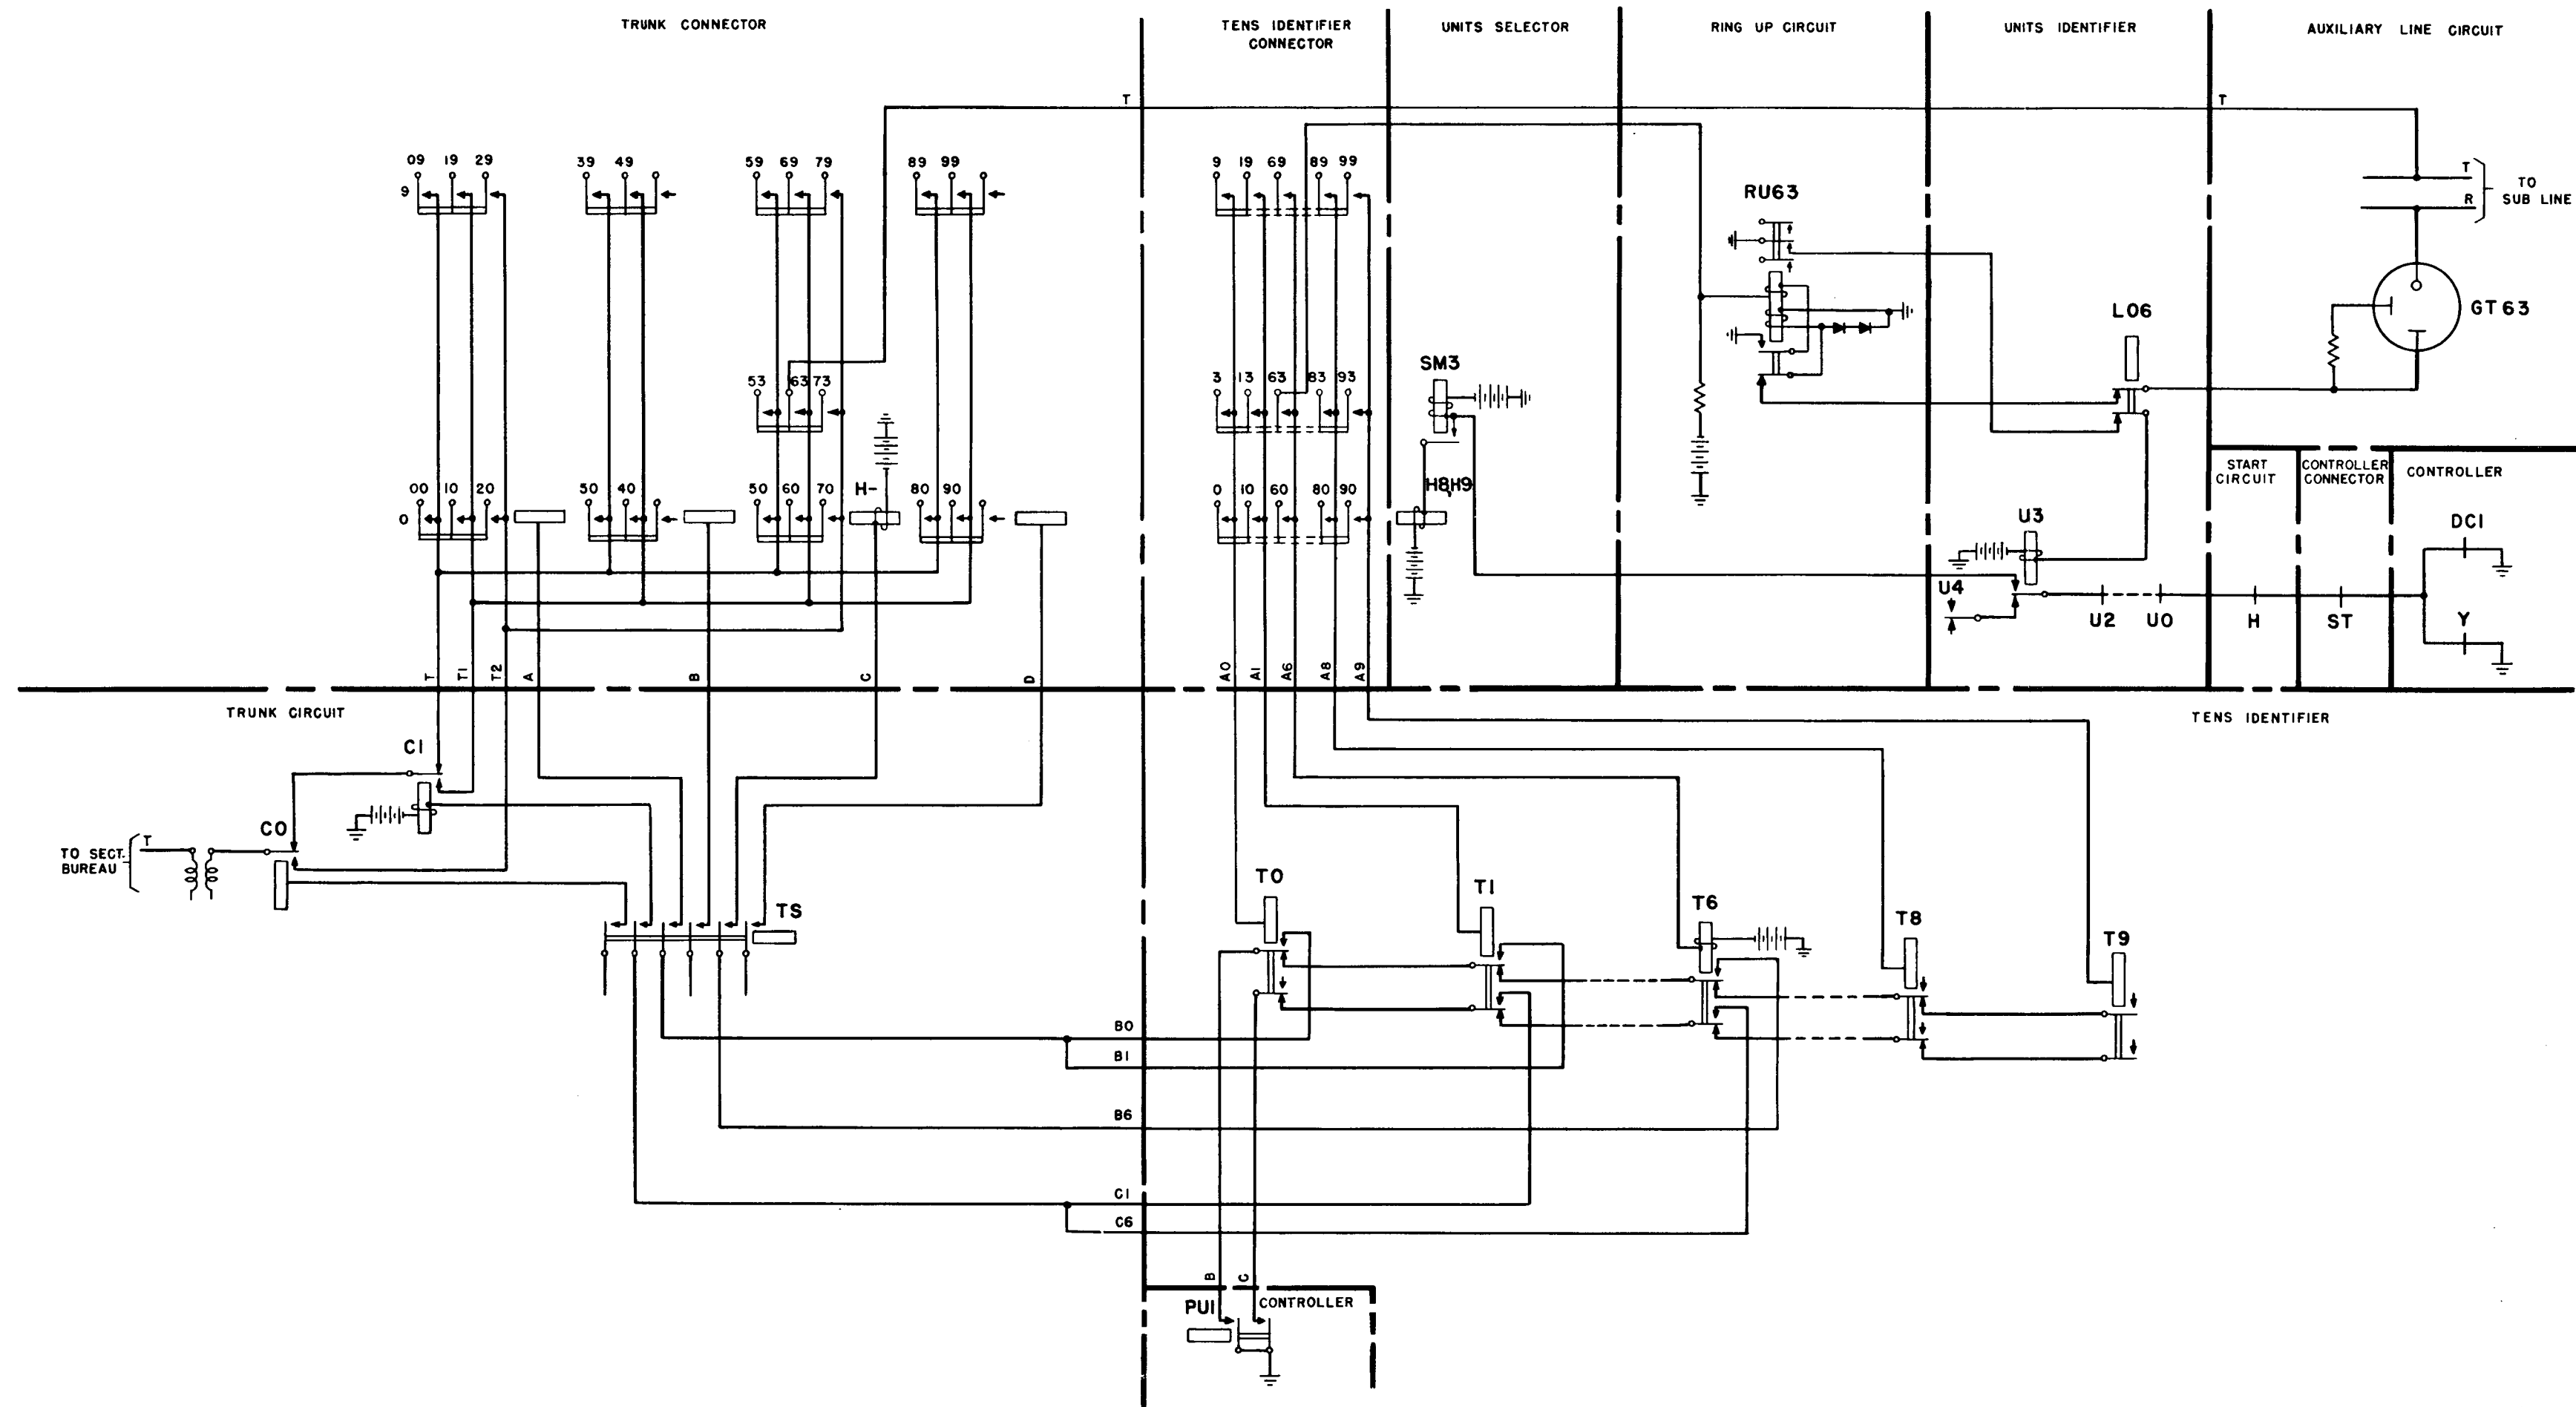 TRUNK CONNECTOR
TENS IDENTIFIER
CONNECTOR
UNITS SELECTOR
RING UP CIRCUIT
UNITS IDENTIFIER
AUXILIARY LINE CIRCUIT
T
T
09 19 29
39 49
59 69 79
89 99
9
9 19 69 89 99
RU63
T
R
TO
SUB LINE
GT63
L06
53 63 73
3 13 63 83 93
SM3
00 10 20
50 40
50 60 70
H-
80 90
0
0 10 60 80 90
H8,H9
U3
U4
U2 U0
START
CIRCUIT
CONTROLLER
CONNECTOR
CONTROLLER
DC1
H
ST
Y
T
T1
T2
A
B
C
D
A0
A1
A6
A8
A9
TRUNK CIRCUIT
TENS IDENTIFIER
C1
C0
TO SECT.
BUREAU
T
TS
T0
T1
T6
T8
T9
B0
B1
B6
C1
C6
B
C
PU1
CONTROLLER